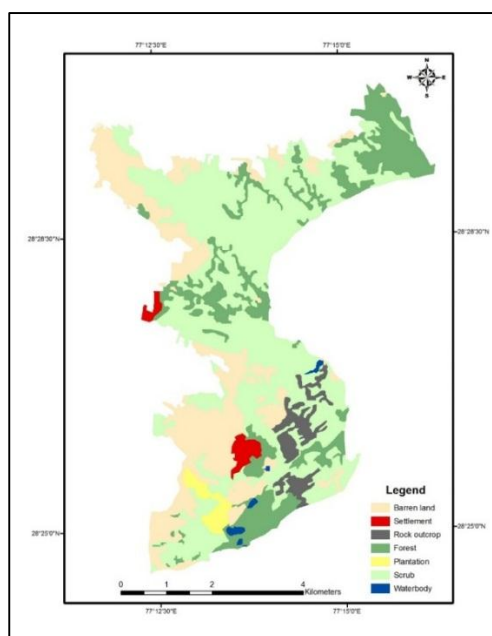 77°12'30"E 77°15'0"E
N
W E
S
28°28'30"N 28°28'30"N
Legend
Barren land
Settlement
Rock outcrop
Forest
Plantation
Scrub
Waterbody
28°25'0"N 28°25'0"N
0 1 2 4
Kilometers
77°12'30"E 77°15'0"E